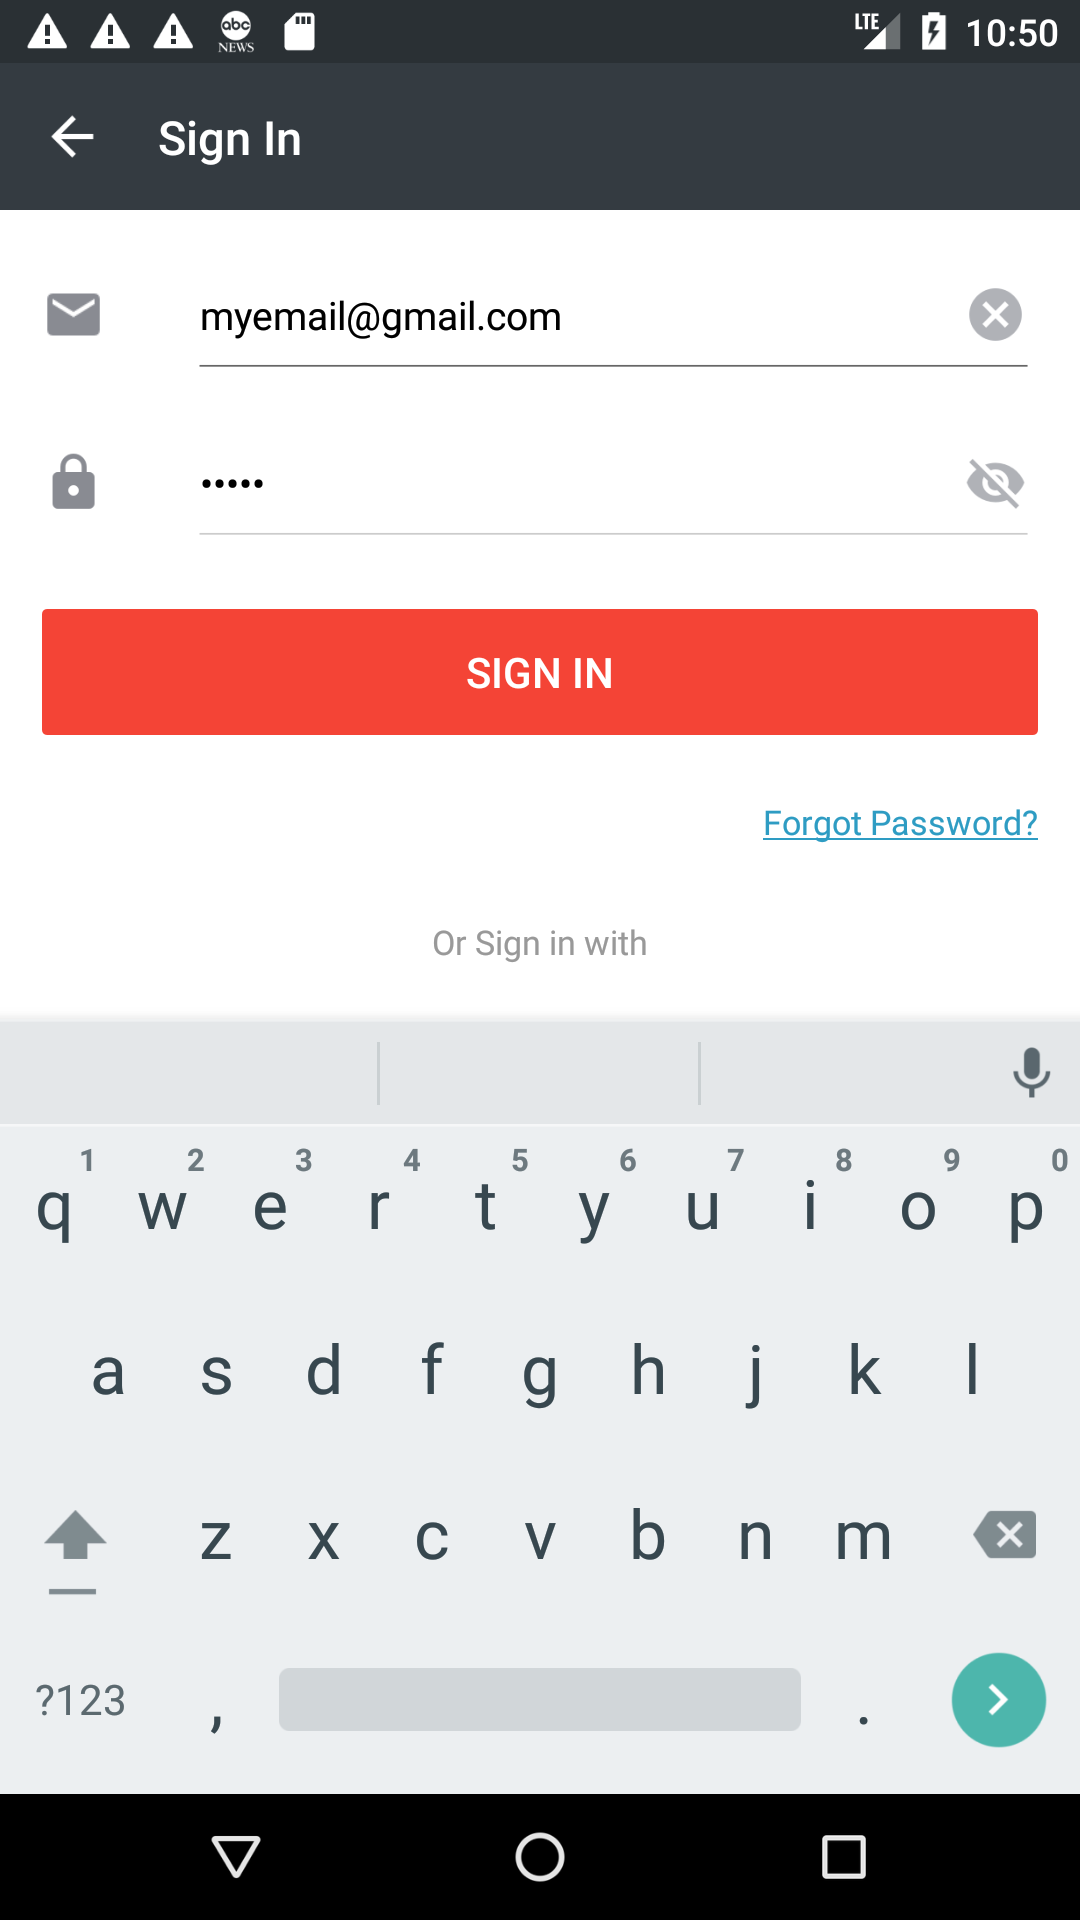 abc NEWS LTE 10:50
Sign In
myemail@gmail.com
•••••
SIGN IN
Forgot Password?
Or Sign in with
1 2 3 4 5 6 7 8 9 0
q w e r t y u i o p
a s d f g h j k l
z x c v b n m
?123 , .